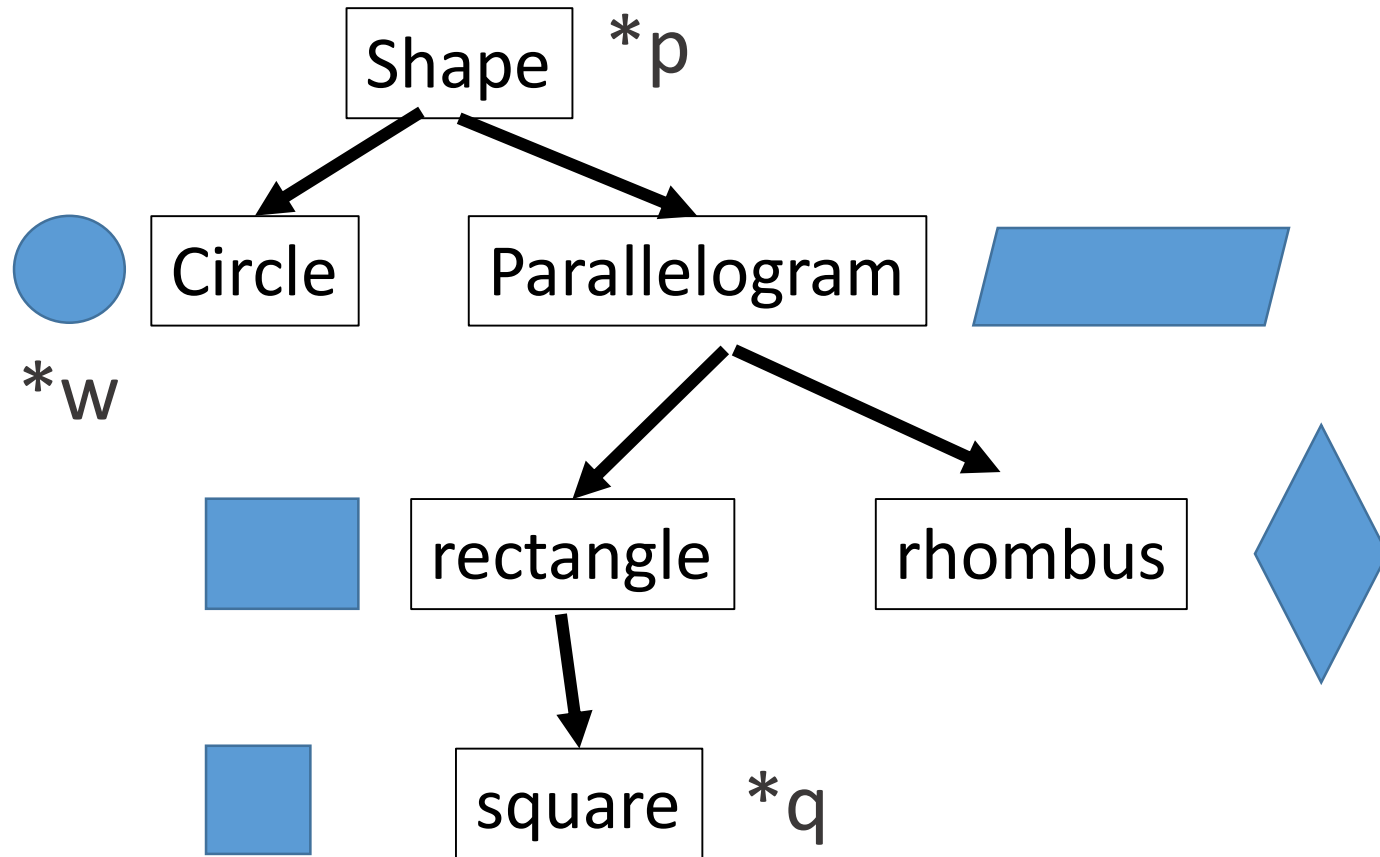 Shape
*p
Circle
Parallelogram
*w
rectangle
rhombus
square
*q